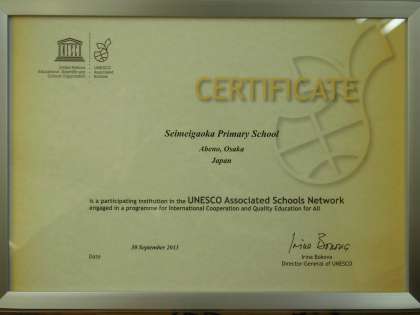 United Nations
Educational, Scientific and
Cultural Organization
UNESCO
Associated
Schools
CERTIFICATE
Seimeigaoka Primary School
Abeno, Osaka
Japan
is a participating institution in the UNESCO Associated Schools Network
engaged in a programme for International Cooperation and Quality Education for All
30 September 2013
Date
Irina Bokova
Irina Bokova
Director-General of UNESCO